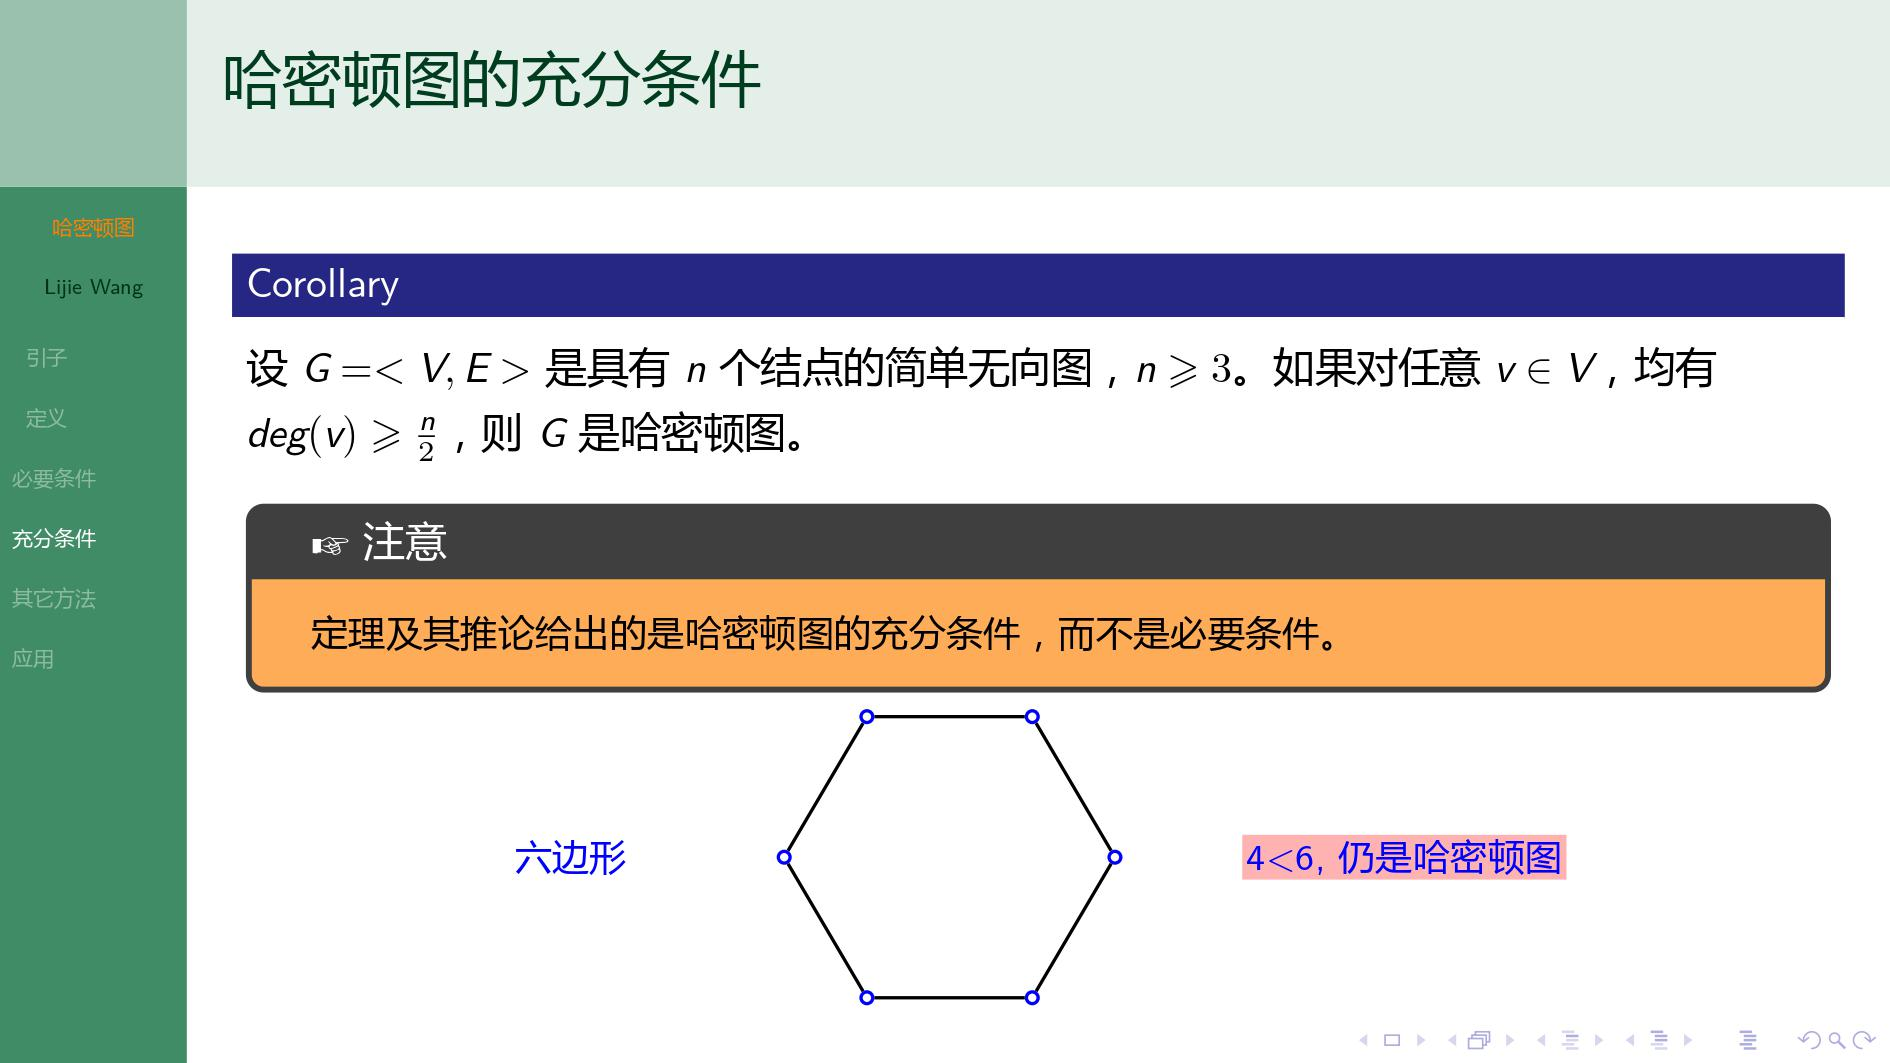 哈密顿图的充分条件
哈密顿图
Lijie Wang
引子
定义
必要条件
充分条件
其它方法
应用
Corollary
设 G =< V, E > 是具有 n 个结点的简单无向图，n ⩾ 3。如果对任意 v ∈ V，均有
deg(v) ⩾ n/2，则 G 是哈密顿图。
☞ 注意
定理及其推论给出的是哈密顿图的充分条件，而不是必要条件。
六边形
4<6, 仍是哈密顿图